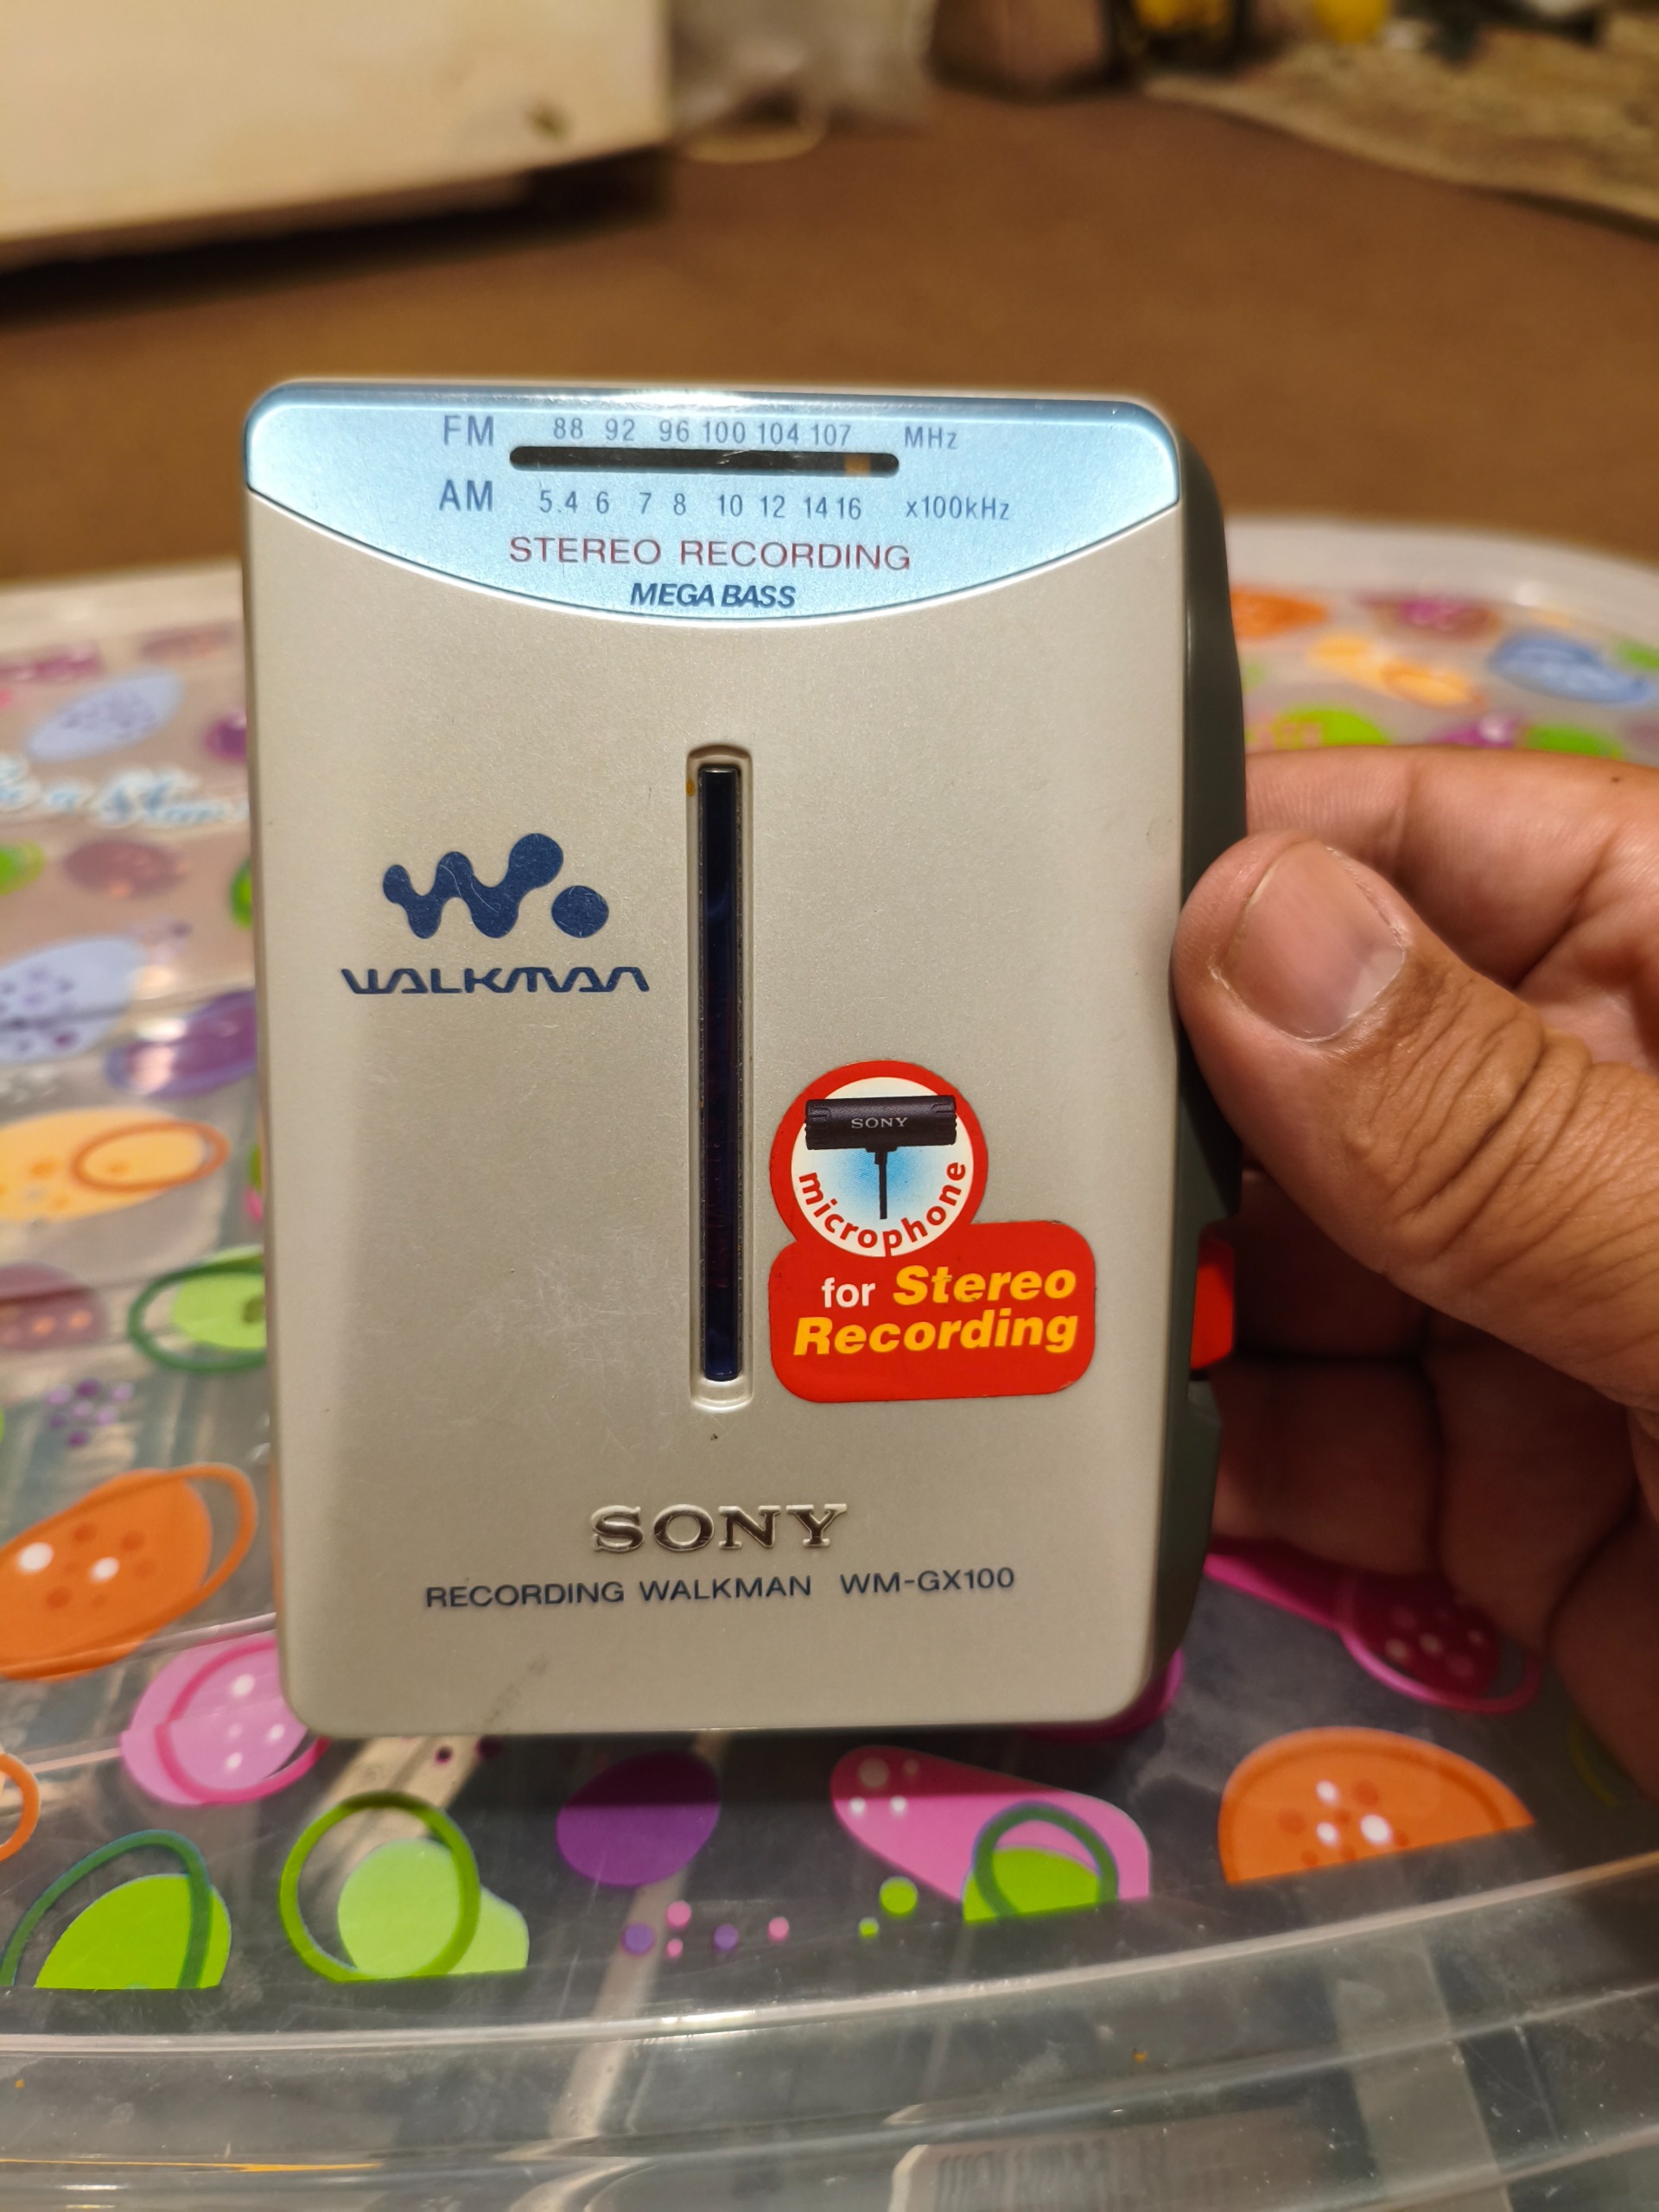 FM 88 92 96 100 104 107 MHz
AM 5.4 6 7 8 10 12 14 16 x100kHz
STEREO RECORDING
MEGA BASS
WALKMAN
SONY
microphone
for Stereo
Recording
SONY
RECORDING WALKMAN WM-GX100